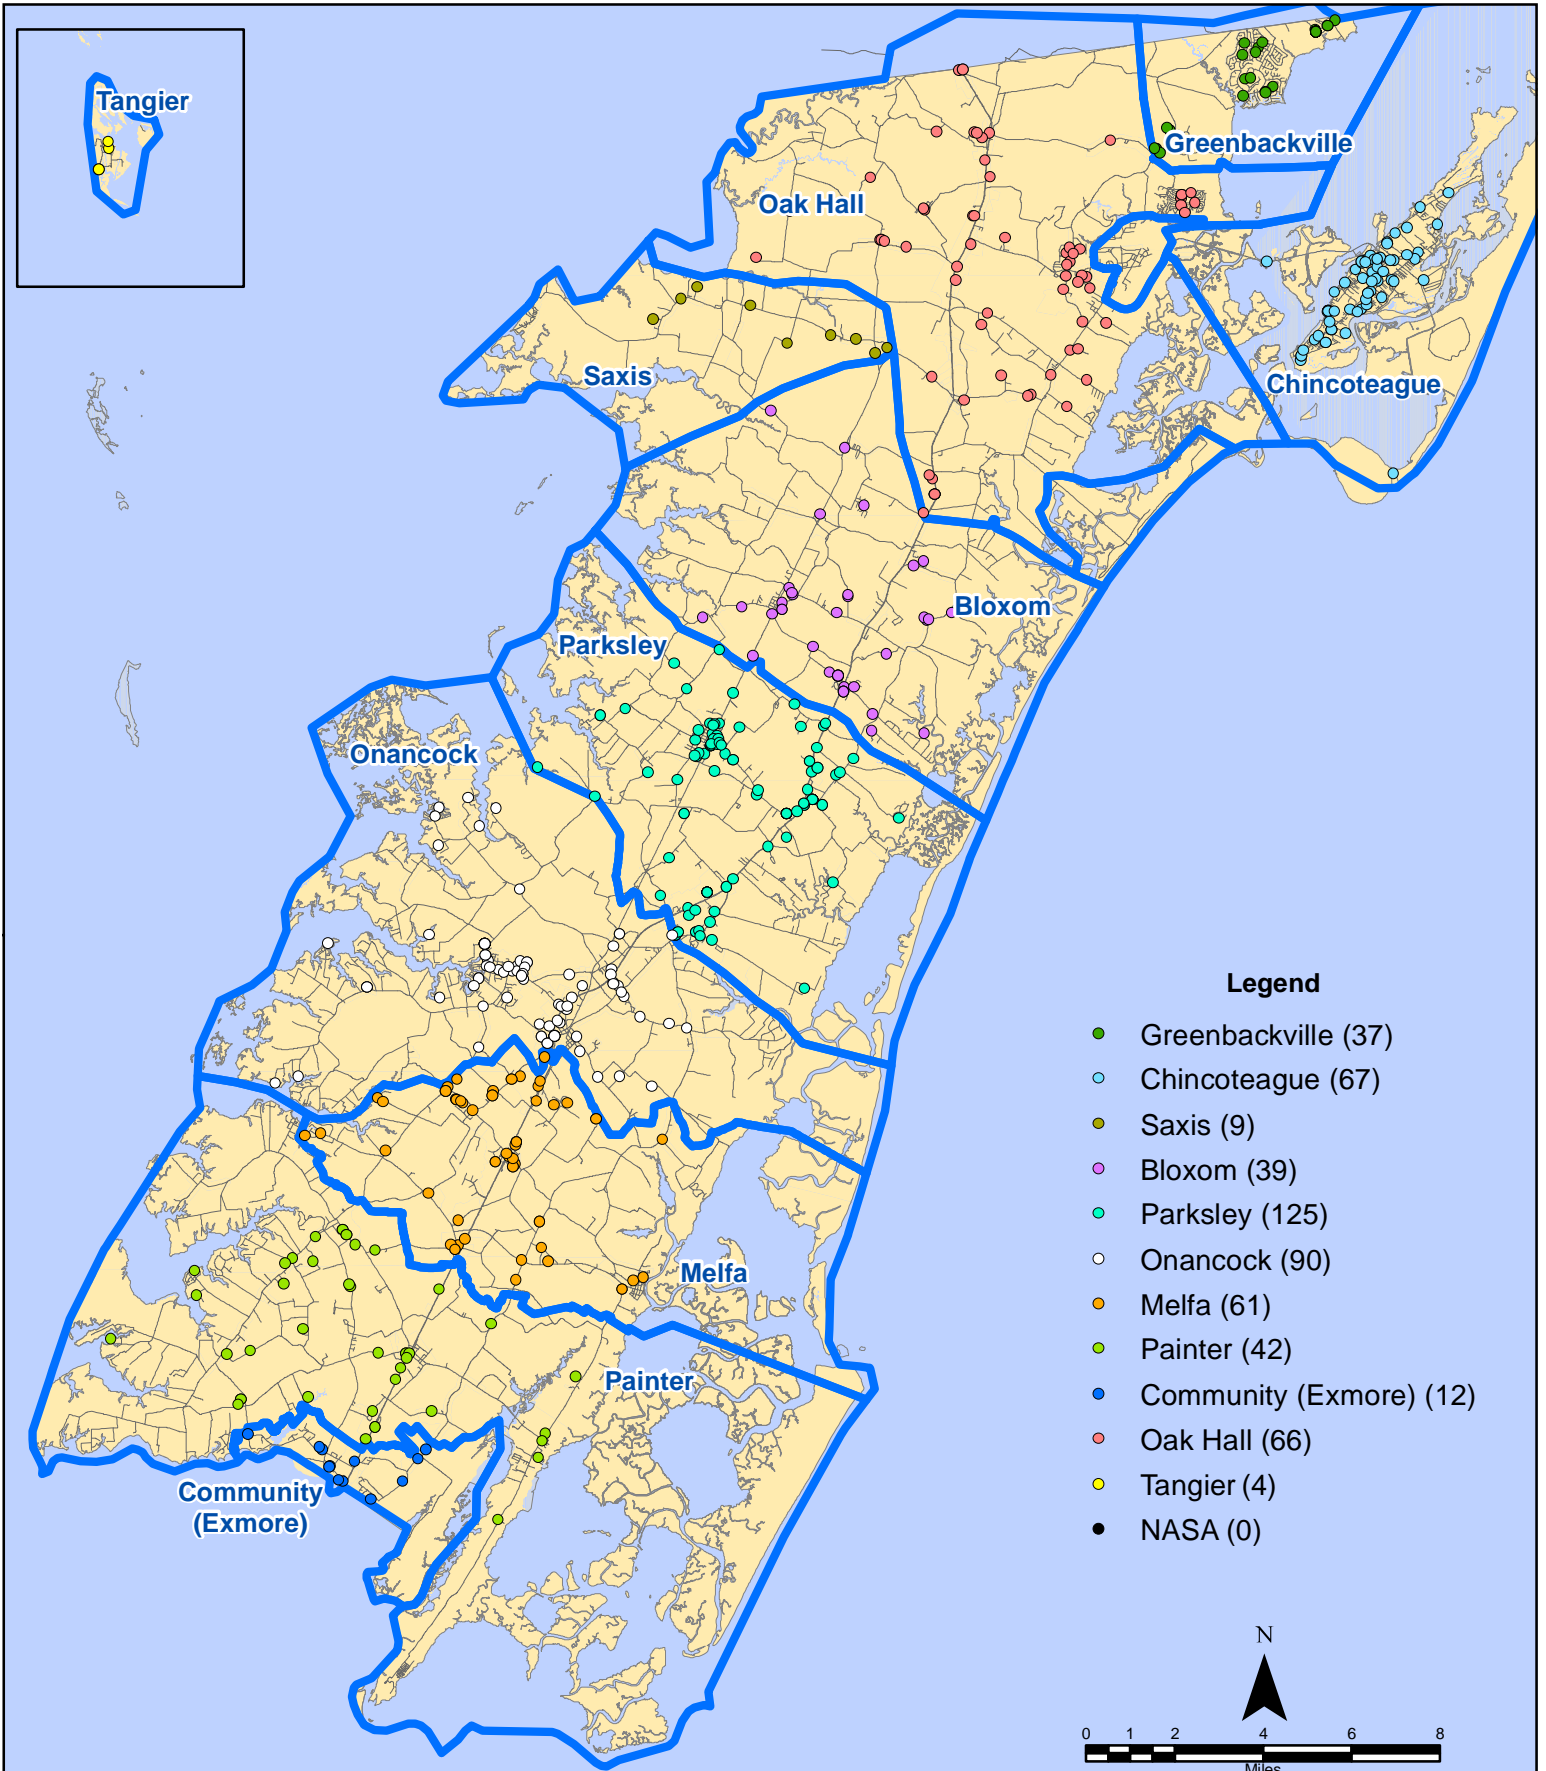 Tangier
Greenbackville
Oak Hall
Saxis
Chincoteague
Bloxom
Parksley
Onancock
Melfa
Painter
Community
(Exmore)
Legend
Greenbackville (37)
Chincoteague (67)
Saxis (9)
Bloxom (39)
Parksley (125)
Onancock (90)
Melfa (61)
Painter (42)
Community (Exmore) (12)
Oak Hall (66)
Tangier (4)
NASA (0)
N
0 1 2 4 6 8
Miles